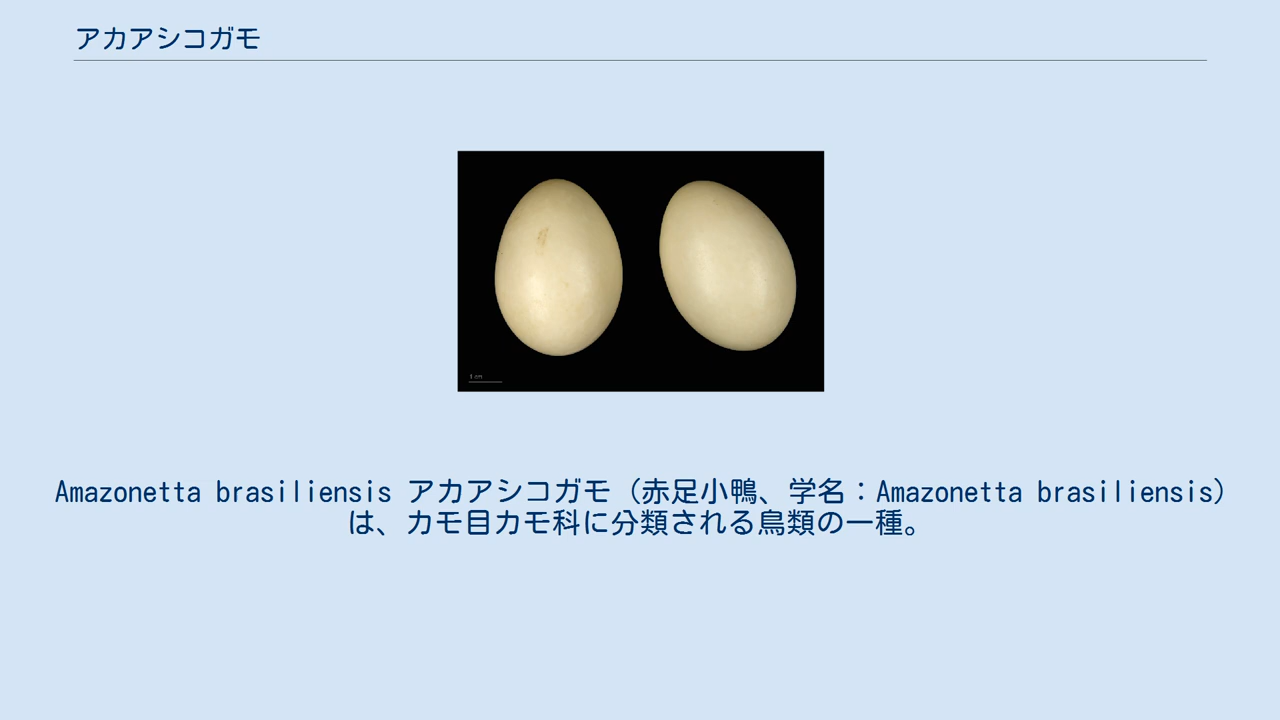 アカアシコガモ
1 cm
Amazonetta brasiliensis アカアシコガモ（赤足小鴨、学名：Amazonetta brasiliensis）
は、カモ目カモ科に分類される鳥類の一種。